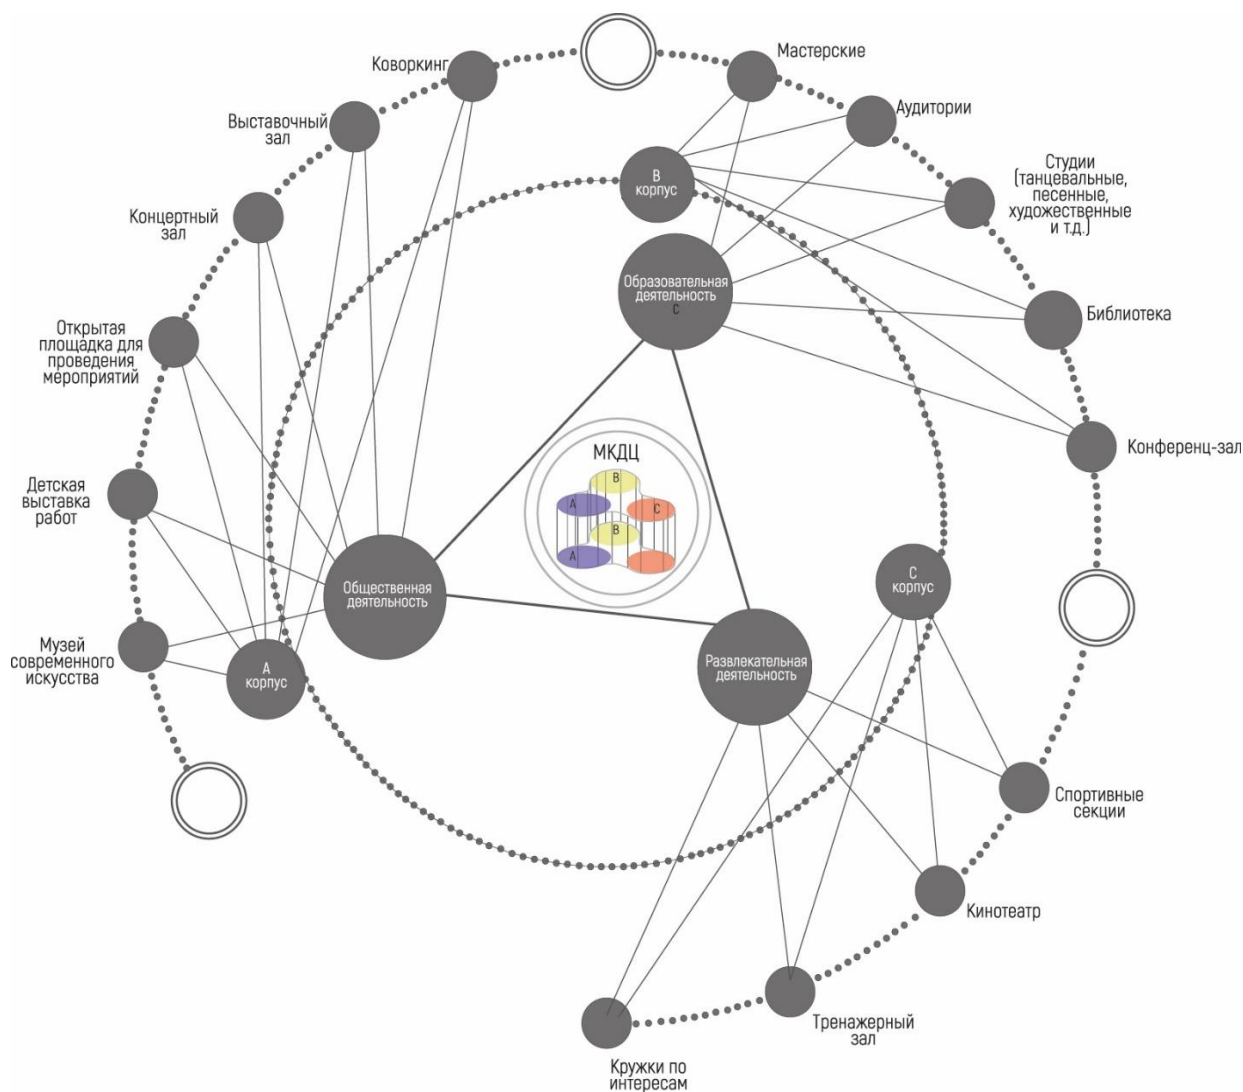 Коворкинг
Мастерские
Выставочный
зал
Аудитории
Студии
(танцевальные,
песенные,
художественные
и т.д.)
В
корпус
Концертный
зал
Образовательная
деятельность
С
Библиотека
Открытая
площадка для
проведения
мероприятий
Конференц-зал
МКДЦ
В
А
С
В
А
Детская
выставка
работ
Общественная
деятельность
С
корпус
Музей
современного
искусства
А
корпус
Развлекательная
деятельность
Спортивные
секции
Кинотеатр
Тренажерный
зал
Кружки по
интересам